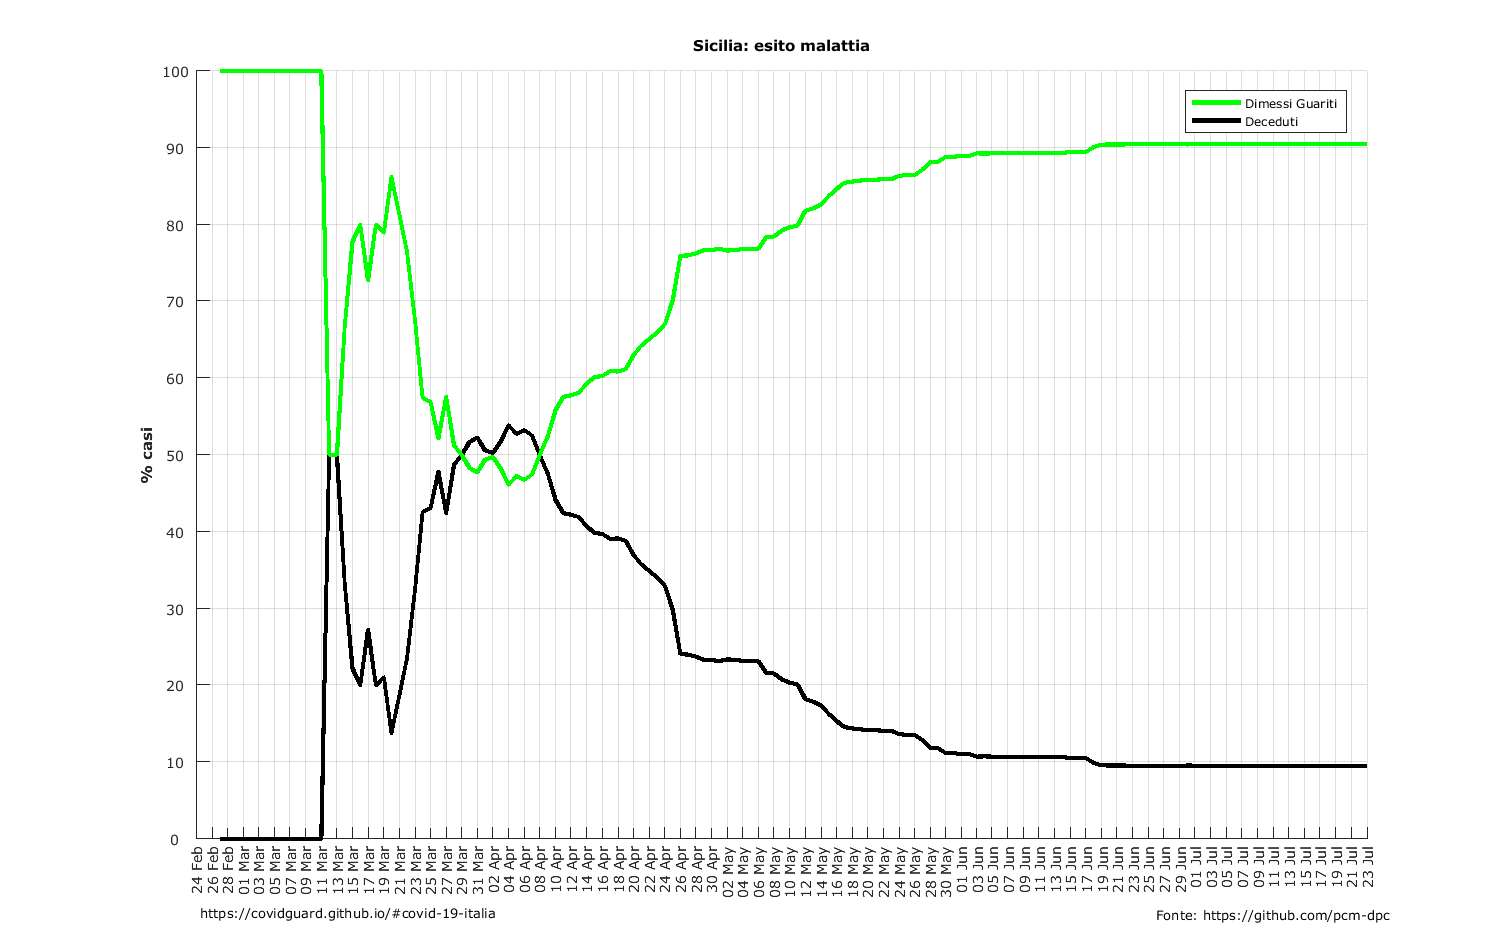 Sicilia: esito malattia
100
90
80
70
60
50
40
30
20
10
0
% casi
Dimessi Guariti
Deceduti
24 Feb
26 Feb
28 Feb
01 Mar
03 Mar
05 Mar
07 Mar
09 Mar
11 Mar
13 Mar
15 Mar
17 Mar
19 Mar
21 Mar
23 Mar
25 Mar
27 Mar
29 Mar
31 Mar
02 Apr
04 Apr
06 Apr
08 Apr
10 Apr
12 Apr
14 Apr
16 Apr
18 Apr
20 Apr
22 Apr
24 Apr
26 Apr
28 Apr
30 Apr
02 May
04 May
06 May
08 May
10 May
12 May
14 May
16 May
18 May
20 May
22 May
24 May
26 May
28 May
30 May
01 Jun
03 Jun
05 Jun
07 Jun
09 Jun
11 Jun
13 Jun
15 Jun
17 Jun
19 Jun
21 Jun
23 Jun
25 Jun
27 Jun
29 Jun
01 Jul
03 Jul
05 Jul
07 Jul
09 Jul
11 Jul
13 Jul
15 Jul
17 Jul
19 Jul
21 Jul
23 Jul
https://covidguard.github.io/#covid-19-italia
Fonte: https://github.com/pcm-dpc